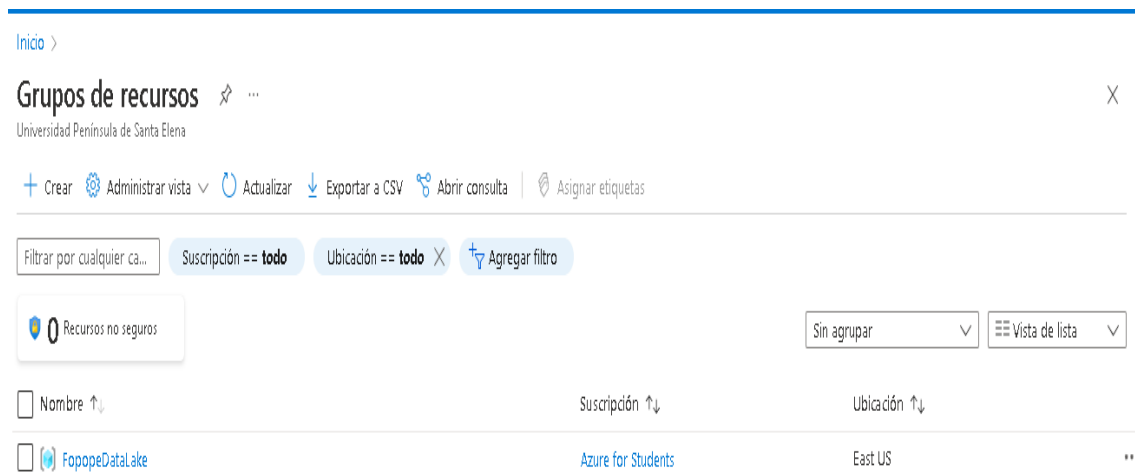 Inicio >
Grupos de recursos
Universidad Península de Santa Elena
Crear Administrar vista Actualizar Exportar a CSV Abrir consulta Asignar etiquetas
Filtrar por cualquier ca... Suscripción == todo Ubicación == todo Agregar filtro
0 Recursos no seguros
Sin agrupar Vista de lista
Nombre Suscripción Ubicación
FopopeDataLake Azure for Students East US